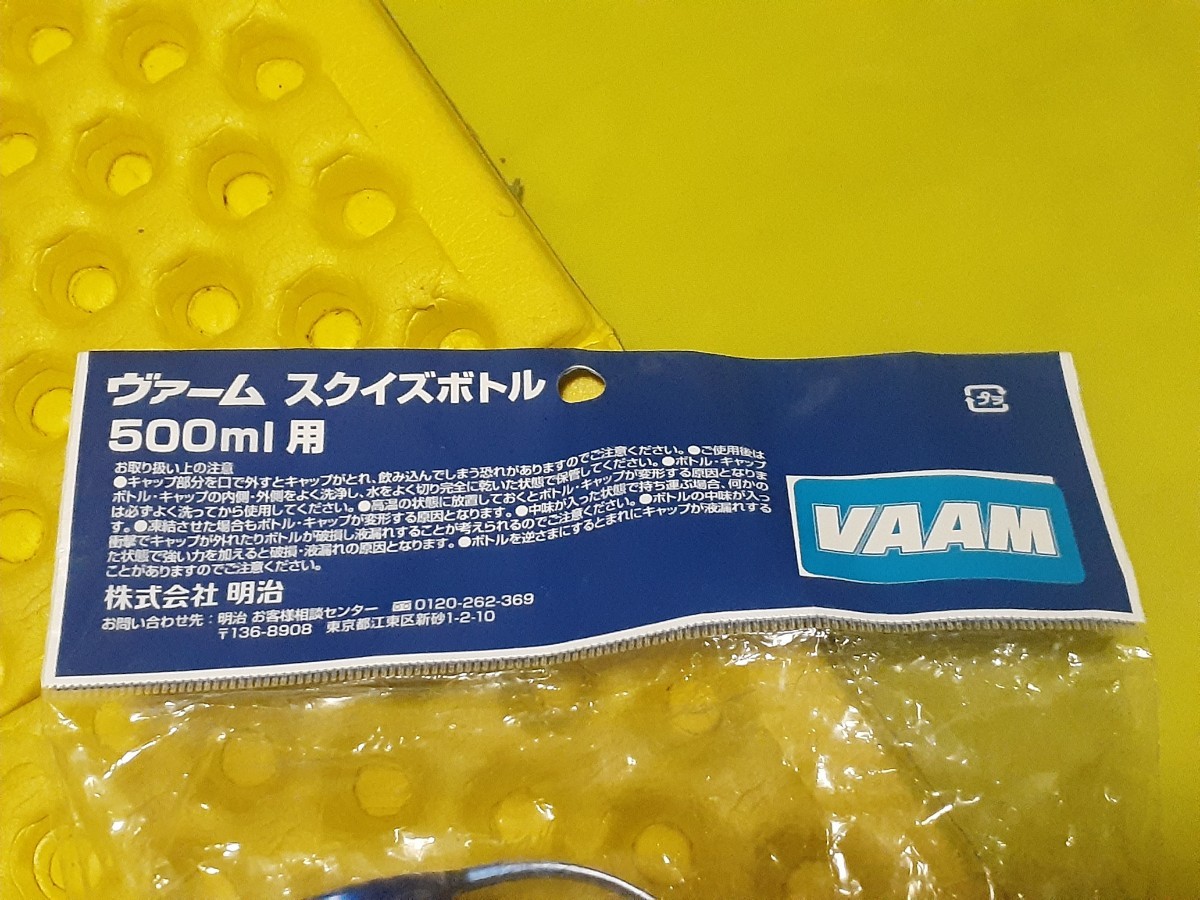 ヴァーム スクイズボトル
500ml 用
お取り扱い上の注意
●キャップ部分を口で外すとキャップがとれ、飲み込んでしまう恐れがありますのでご注意ください。●ご使用後は
ボトル・キャップの内側・外側をよく洗浄し、水をよく切り完全に乾いた状態で保管してください。●ボトル・キャップ
は必ずよく洗ってから使用してください。●高温の状態に放置しておくとボトル・キャップが変形する原因となりま
す。●凍結させた場合もボトル・キャップが変形する原因となります。●中味が入った状態で持ち運ぶ場合、何かの
衝撃でキャップが外れたりボトルが破損し液漏れすることが考えられるのでご注意ください。●ボトルの中味が入っ
た状態で強い力を加えると破損・液漏れの原因となります。●ボトルを逆さまにするとまれにキャップが液漏れする
ことがありますのでご注意ください。
株式会社 明治
お問い合わせ先：明治 お客様相談センター 0120-262-369
〒136-8908 東京都江東区新砂1-2-10
プラ
VAAM